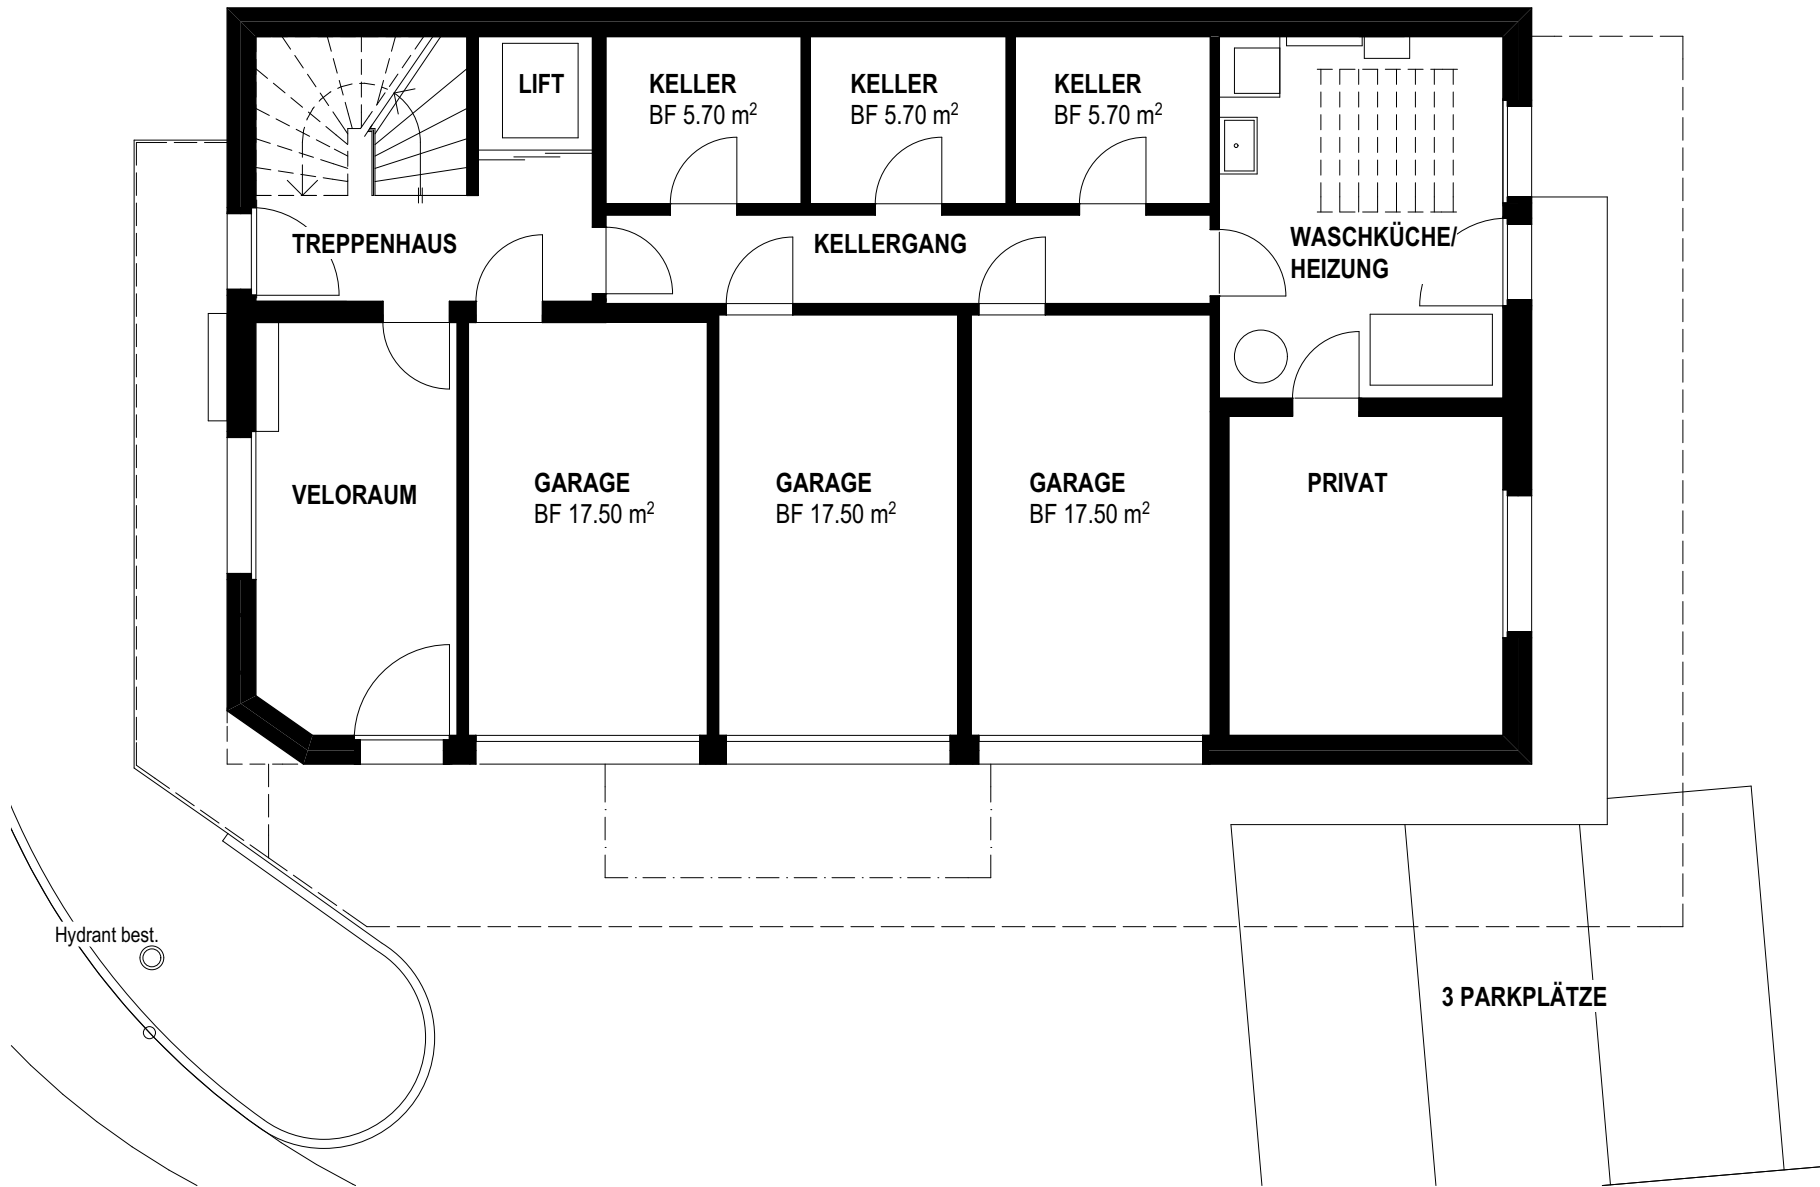 LIFT
KELLER
BF 5.70 m²
KELLER
BF 5.70 m²
KELLER
BF 5.70 m²
TREPPENHAUS
KELLERGANG
WASCHKÜCHE/
HEIZUNG
VELORAUM
GARAGE
BF 17.50 m²
GARAGE
BF 17.50 m²
GARAGE
BF 17.50 m²
PRIVAT
Hydrant best.
3 PARKPLÄTZE